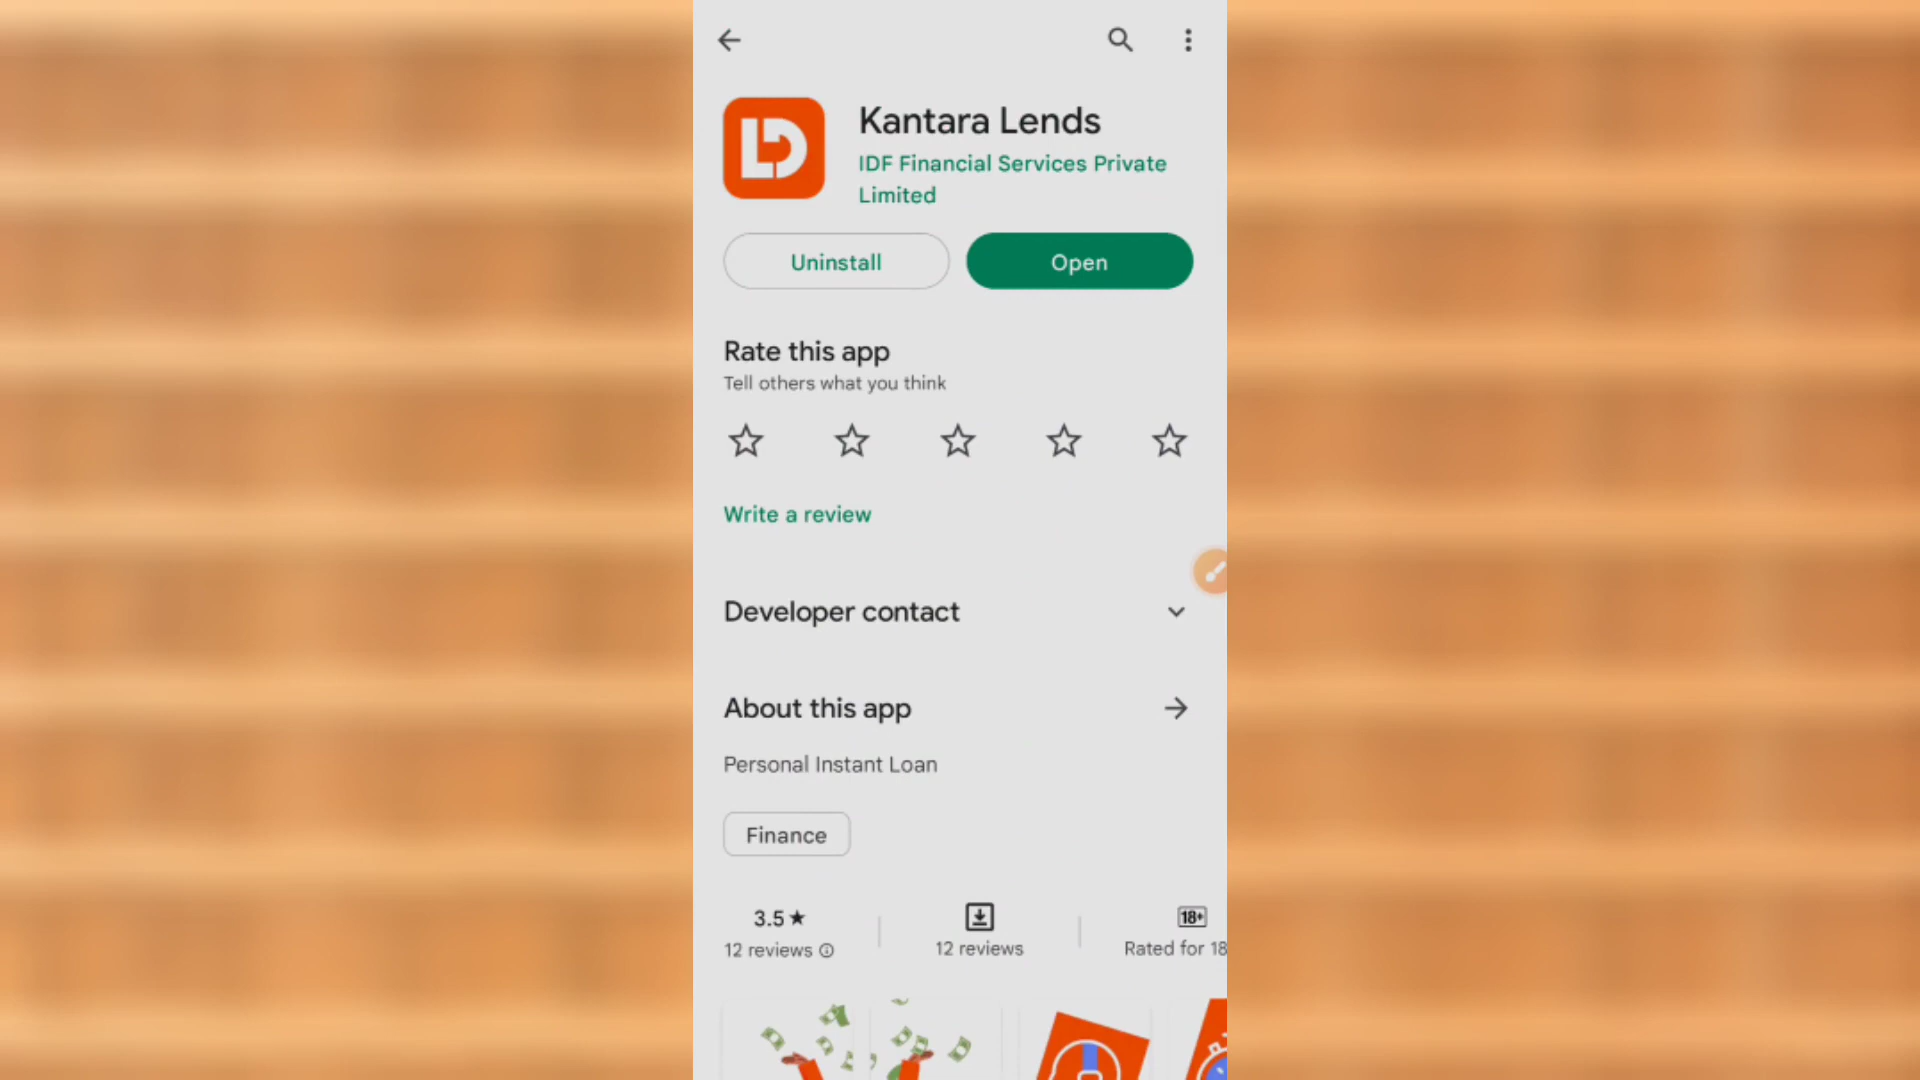 Kantara Lends
IDF Financial Services Private
Limited
Uninstall
Open
Rate this app
Tell others what you think
Write a review
Developer contact
About this app
Personal Instant Loan
Finance
3.5★
12 reviews
12 reviews
18+
Rated for 18